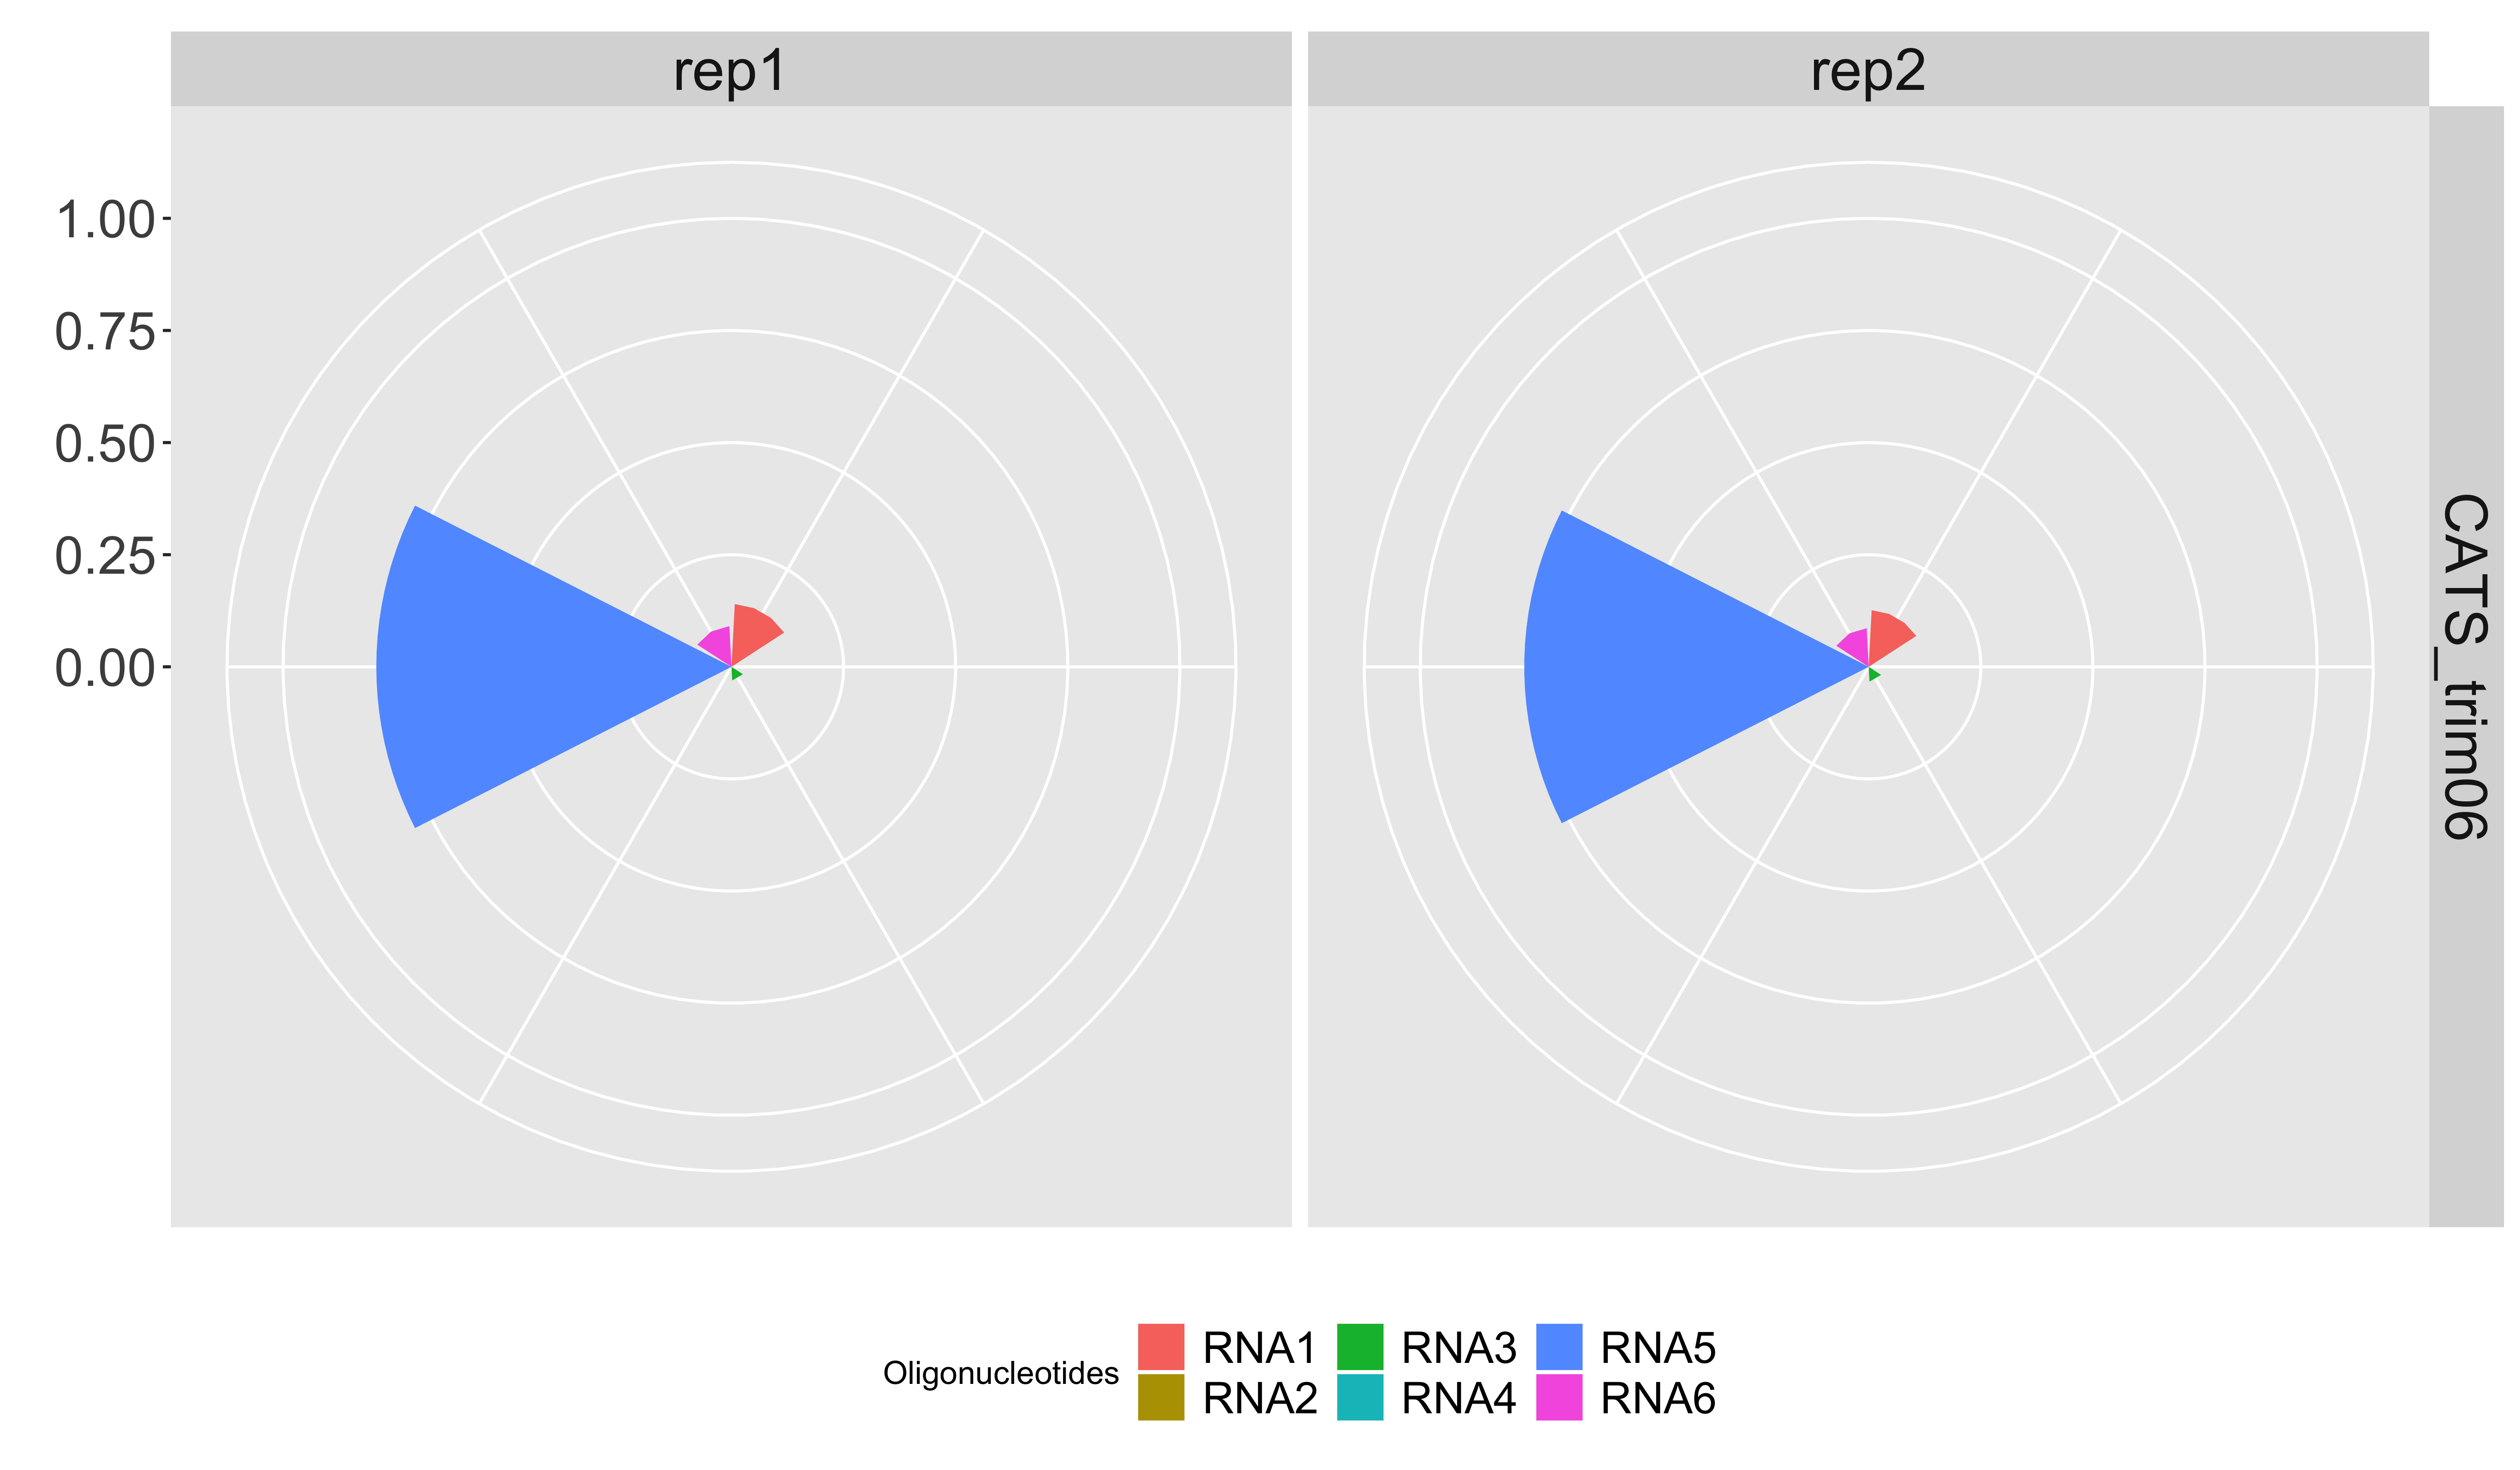 rep1
rep2
1.00
0.75
0.50
0.25
0.00
CATS_trim06
Oligonucleotides
RNA1
RNA3
RNA5
RNA2
RNA4
RNA6